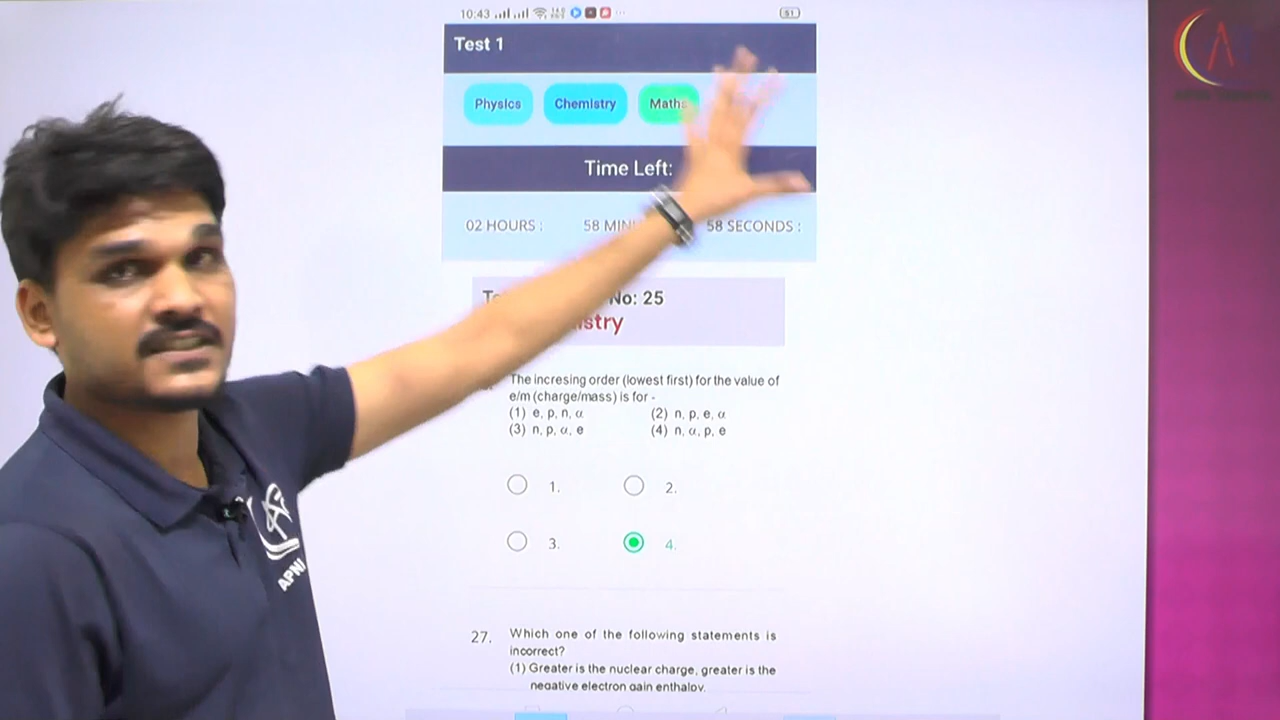 10:43
51
Test 1
Physics
Chemistry
Maths
Time Left:
02 HOURS :
58 SECONDS :
No: 25
The incresing order (lowest first) for the value of
e/m (charge/mass) is for -
(1) e, p, n, α
(2) n, p, e, α
(3) n, p, α, e
(4) n, α, p, e
1.
2.
3.
4.
27.
Which one of the following statements is
incorrect?
(1) Greater is the nuclear charge, greater is the
negative electron gain enthalpy.
APNI